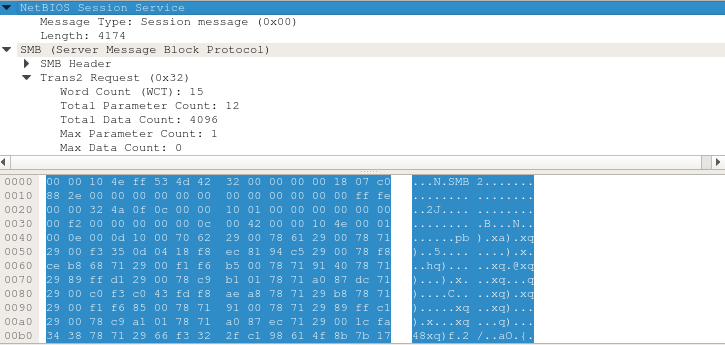 NetBIOS Session Service
Message Type: Session message (0x00)
Length: 4174
SMB (Server Message Block Protocol)
SMB Header
Trans2 Request (0x32)
Word Count (WCT): 15
Total Parameter Count: 12
Total Data Count: 4096
Max Parameter Count: 1
Max Data Count: 0
0000 00 00 10 4e ff 53 4d 42 32 00 00 00 00 18 07 c0 ...N.SMB 2.......
0010 88 2e 00 00 00 00 00 00 00 00 00 00 00 00 ff fe ........ ........
0020 00 00 32 4a 0f 0c 00 00 10 01 00 00 00 00 00 00 ..2J.... ........
0030 00 f2 00 00 00 00 00 0c 00 42 00 00 10 4e 00 01 ........ .B...N..
0040 00 0e 00 0d 10 00 70 62 29 00 78 61 29 00 78 71 ......pb ).xa).xq
0050 29 00 f3 35 0d 04 18 f8 ec 81 94 c5 29 00 78 f8 )..5.... ....).x.
0060 ce b8 68 71 29 00 f1 f6 b5 00 78 71 91 40 78 71 ..hq)... ..xq.@xq
0070 29 89 ff d1 29 00 78 c9 b1 01 78 71 a0 87 dc 71 )...).x. ..xq...q
0080 29 00 c0 f3 c0 43 fd f8 ae a8 78 71 29 b8 78 71 )....C.. ..xq).xq
0090 29 00 f1 f6 85 00 78 71 91 00 78 71 29 89 ff c1 ).....xq ..xq)...
00a0 29 00 78 c9 a1 01 78 71 a0 87 ec 71 29 00 1c fa ).x...xq ...q)...
00b0 34 38 78 71 29 66 f3 32 2f c1 98 61 4f 8b 7b 17 48xq)f.2 /..aO.{.